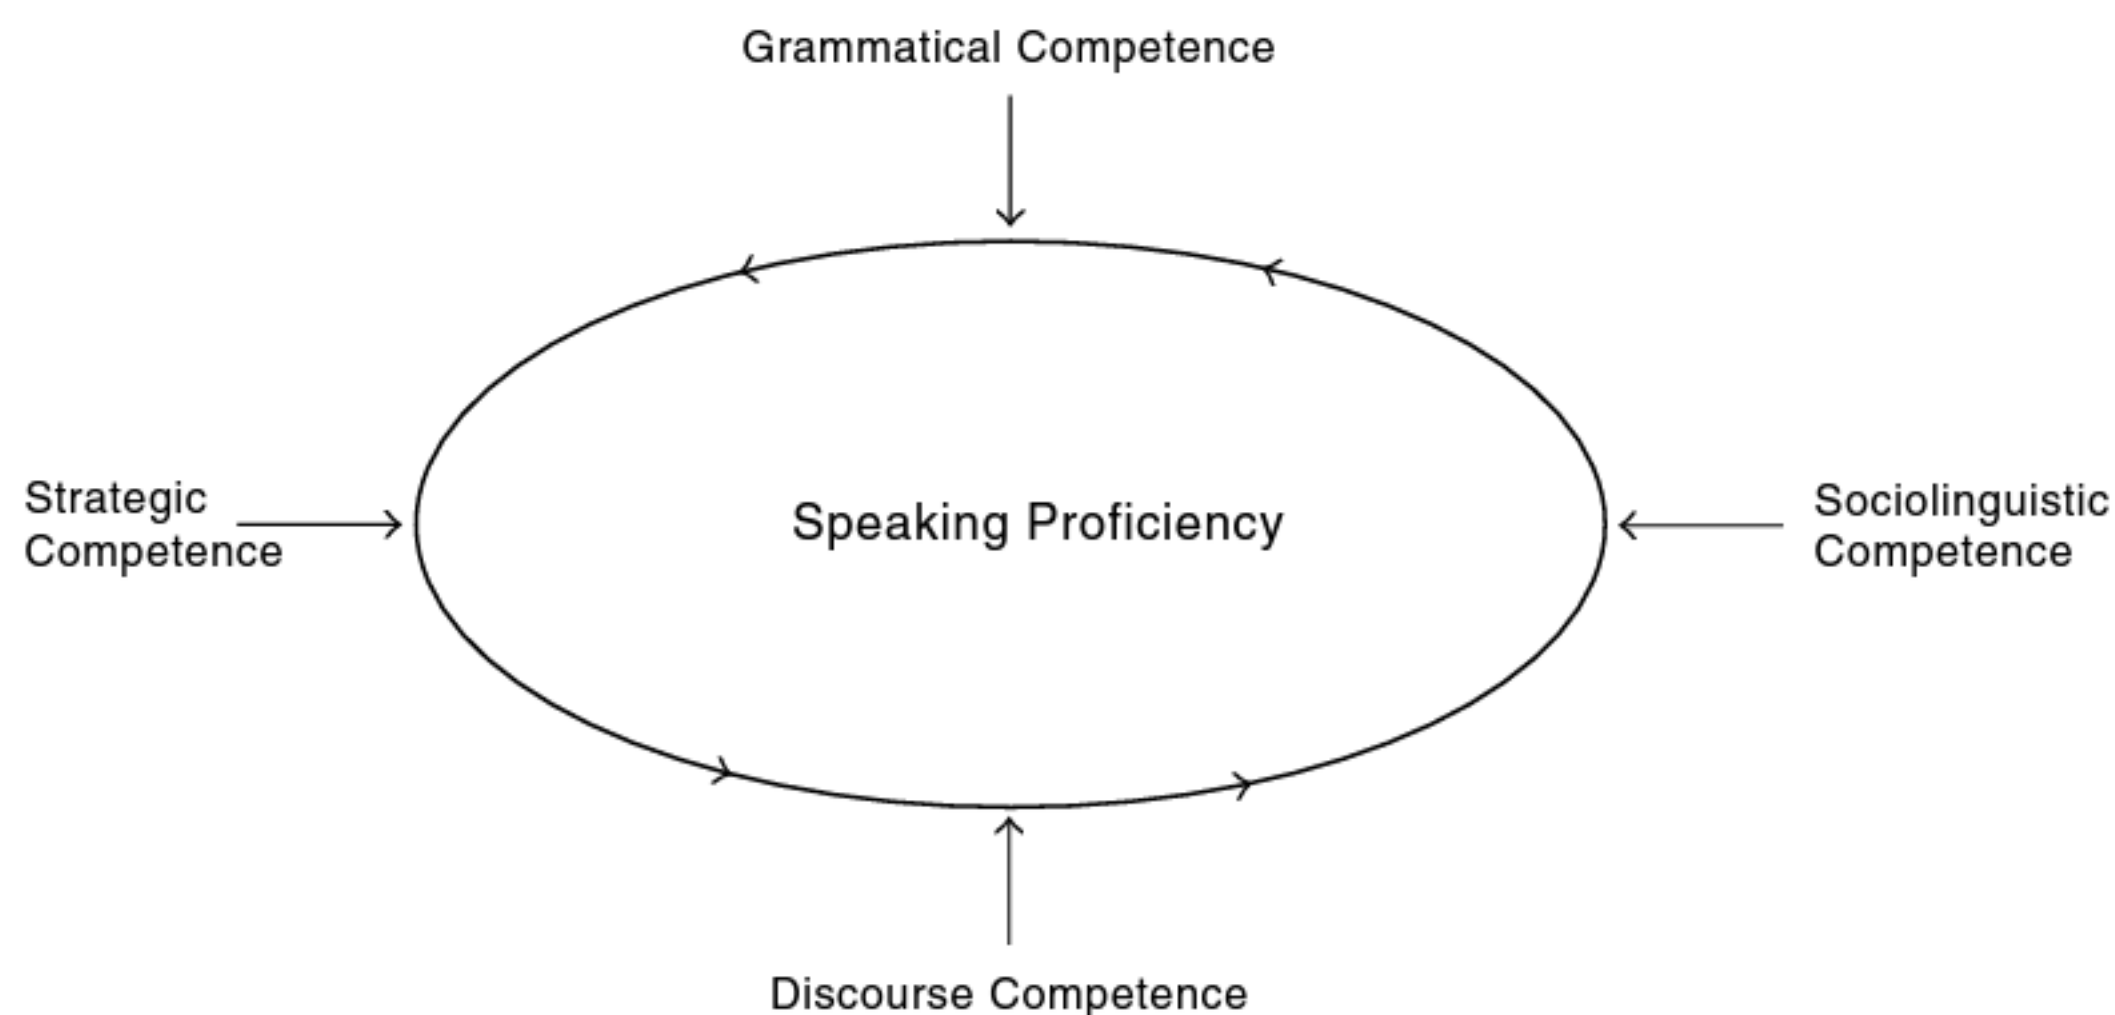 Grammatical Competence
Strategic
Competence
Speaking Proficiency
Sociolinguistic
Competence
Discourse Competence